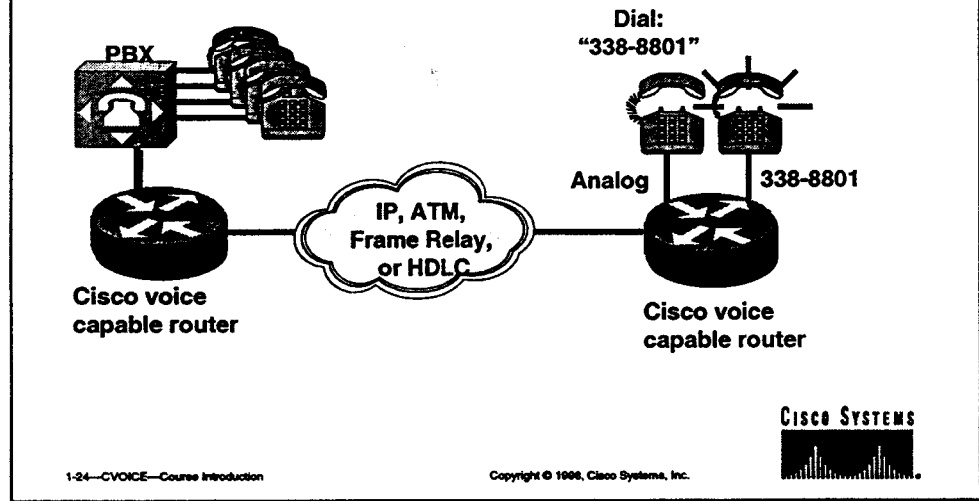 Dial:
"338-8801"
PBX
Analog
338-8801
IP, ATM,
Frame Relay,
or HDLC
Cisco voice
capable router
Cisco voice
capable router
CISCO SYSTEMS
1-24—CVOICE—Course Introduction
Copyright © 1998, Cisco Systems, Inc.